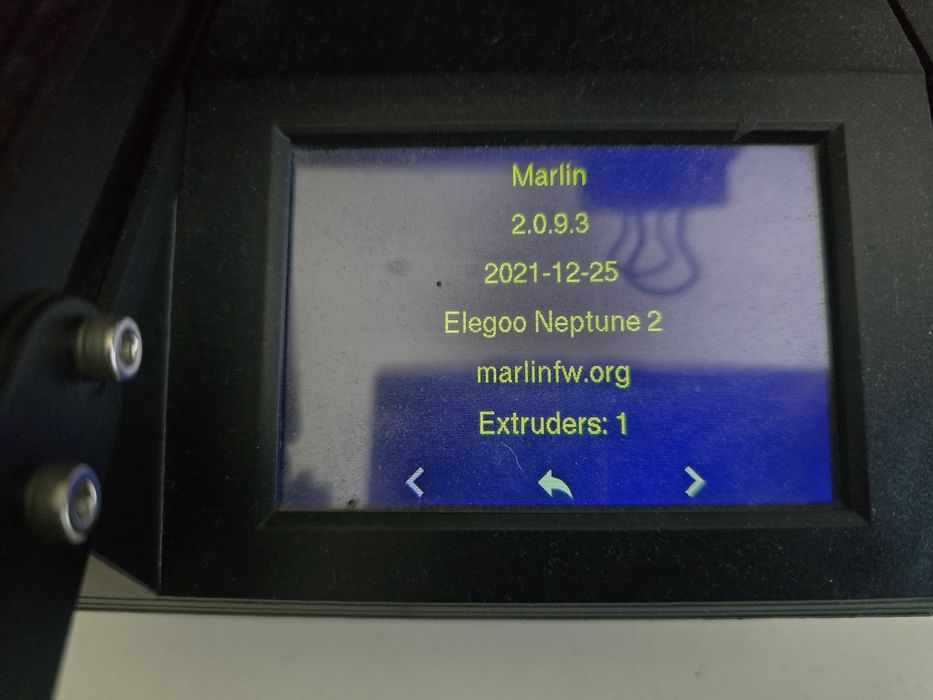 Marlin
2.0.9.3
2021-12-25
Elegoo Neptune 2
marlinfw.org
Extruders: 1